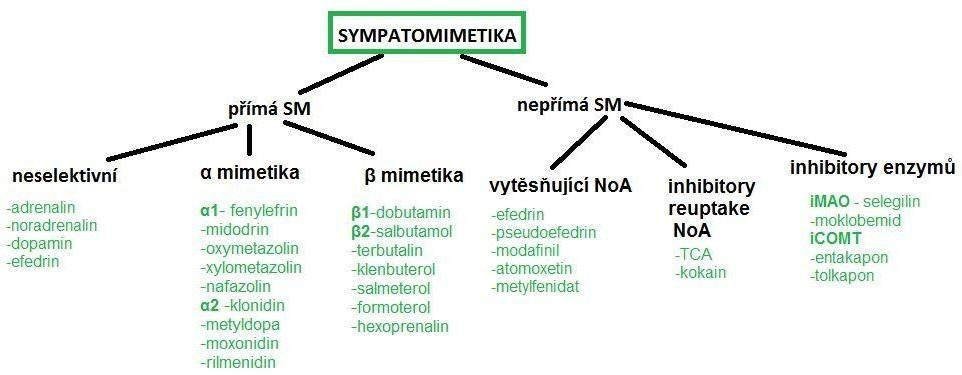 SYMPATOMIMETIKA
přímá SM
nepřímá SM
neselektivní
-adrenalin
-noradrenalin
-dopamin
-efedrin
α mimetika
α1- fenylefrin
-midodrin
-oxymetazolin
-xylometazolin
-nafazolin
α2 -klonidin
-metyldopa
-moxonidin
-rilmenidin
β mimetika
β1-dobutamin
β2-salbutamol
-terbutalin
-klenbuterol
-salmeterol
-formoterol
-hexoprenalin
vytěsňující NoA
-efedrin
-pseudoefedrin
-modafinil
-atomoxetin
-metylfenidat
inhibitory
reuptake
NoA
-TCA
-kokain
inhibitory enzymů
iMAO - selegilin
-moklobemid
iCOMT
-entakapon
-tolkapon